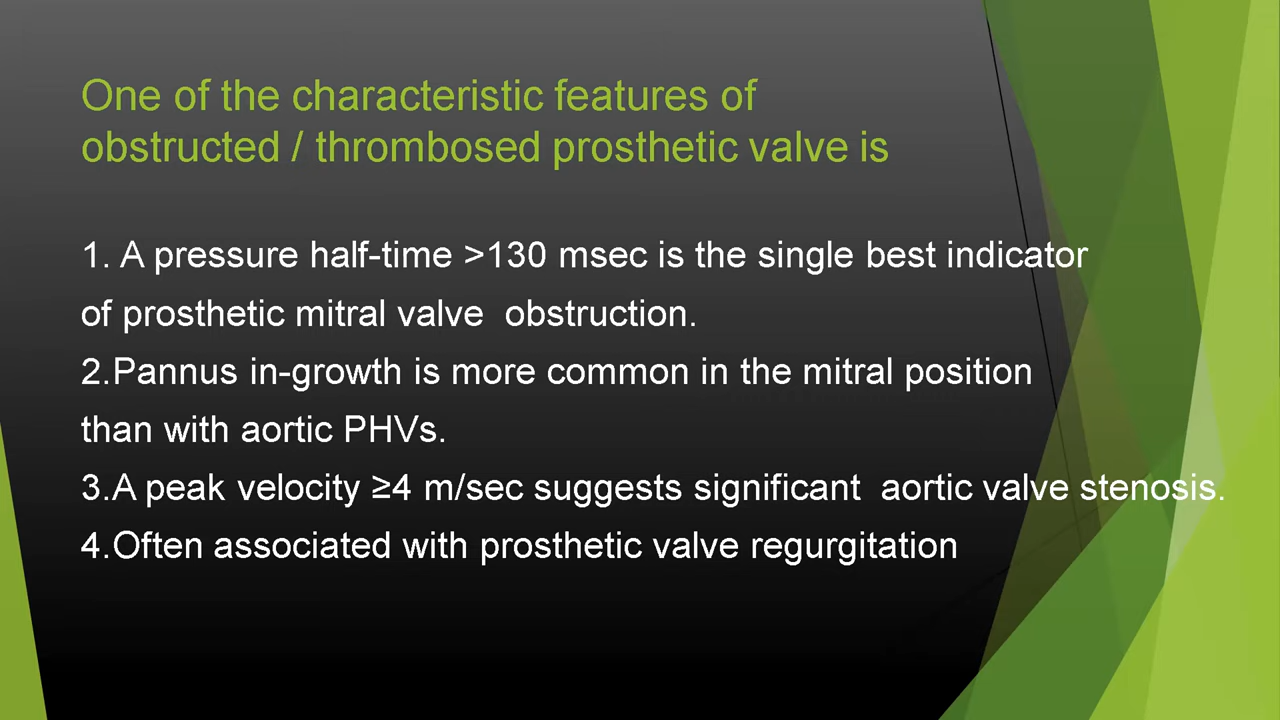 One of the characteristic features of
obstructed / thrombosed prosthetic valve is
1. A pressure half-time >130 msec is the single best indicator
of prosthetic mitral valve  obstruction.
2.Pannus in-growth is more common in the mitral position
than with aortic PHVs.
3.A peak velocity ≥4 m/sec suggests significant  aortic valve stenosis.
4.Often associated with prosthetic valve regurgitation